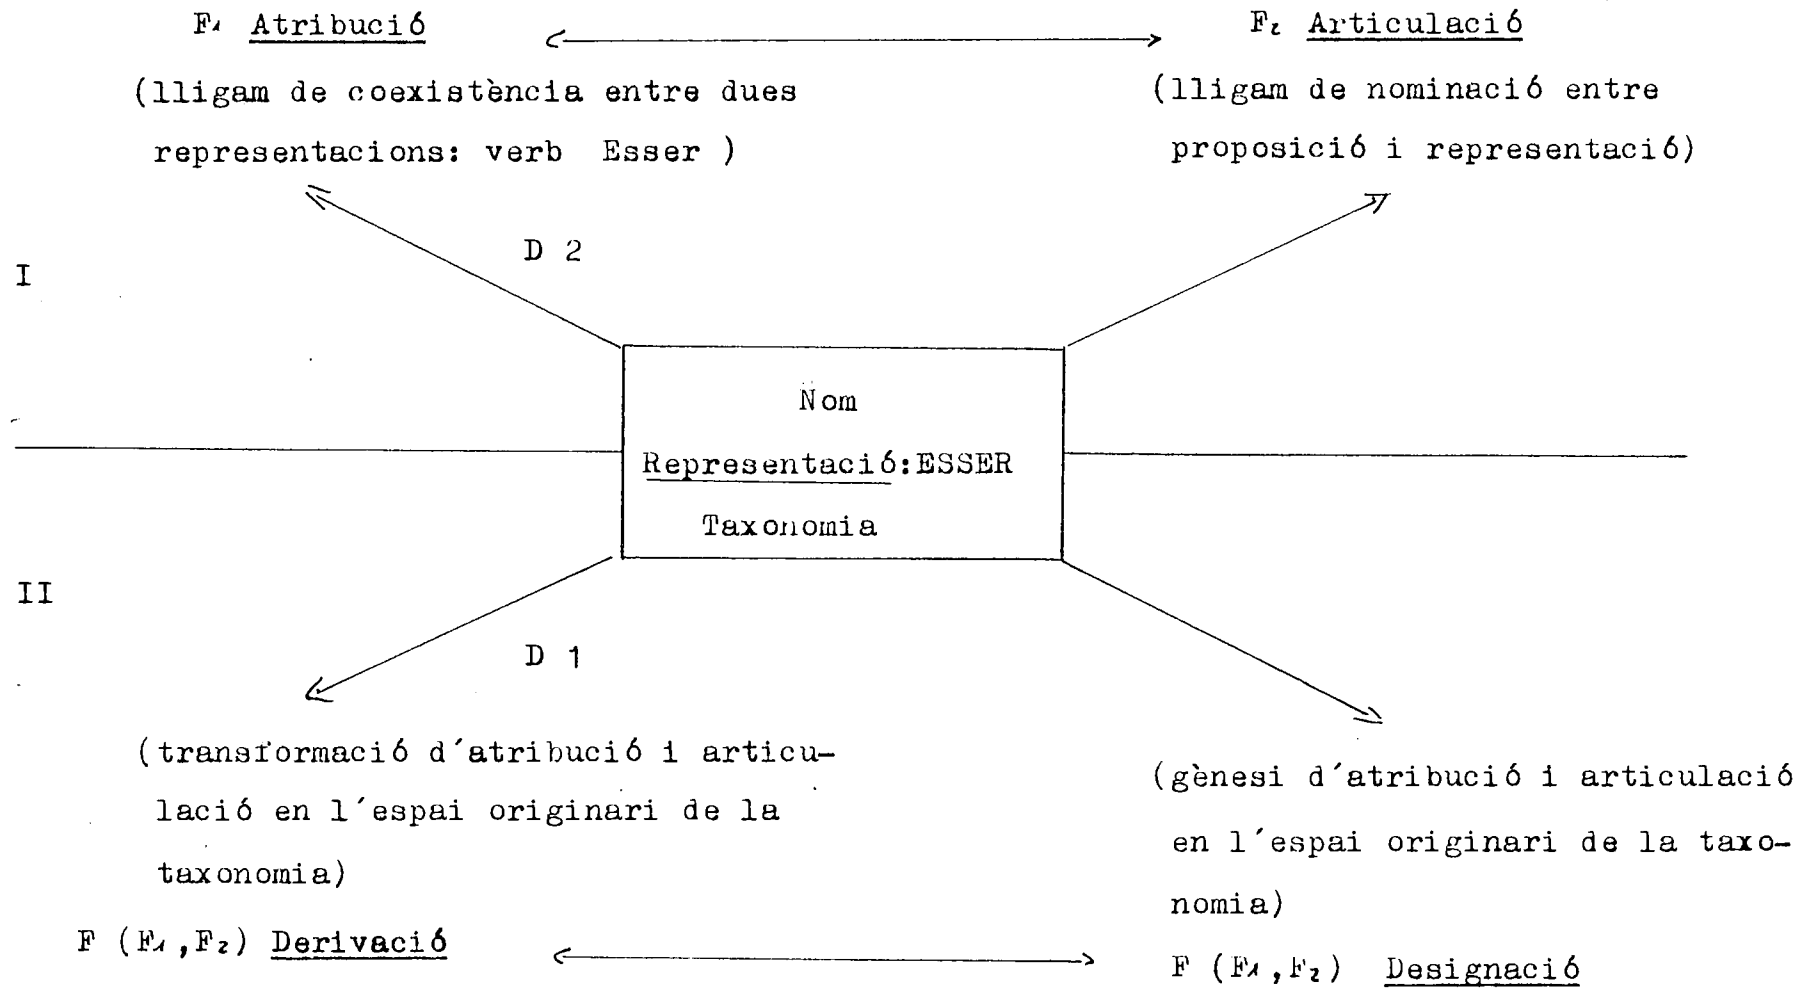 F₁ Atribució
F₂ Articulació
(lligam de coexistència entre dues
representacions: verb Esser )
(lligam de nominació entre
proposició i representació)
D 2
I
Nom
Representació:ESSER
Taxonomia
II
D 1
(transformació d´atribució i articu-
lació en l´espai originari de la
taxonomia)
F (F₁,F₂) Derivació
(gènesi d´atribució i articulació
en l´espai originari de la taxo-
nomia)
F (F₁,F₂) Designació